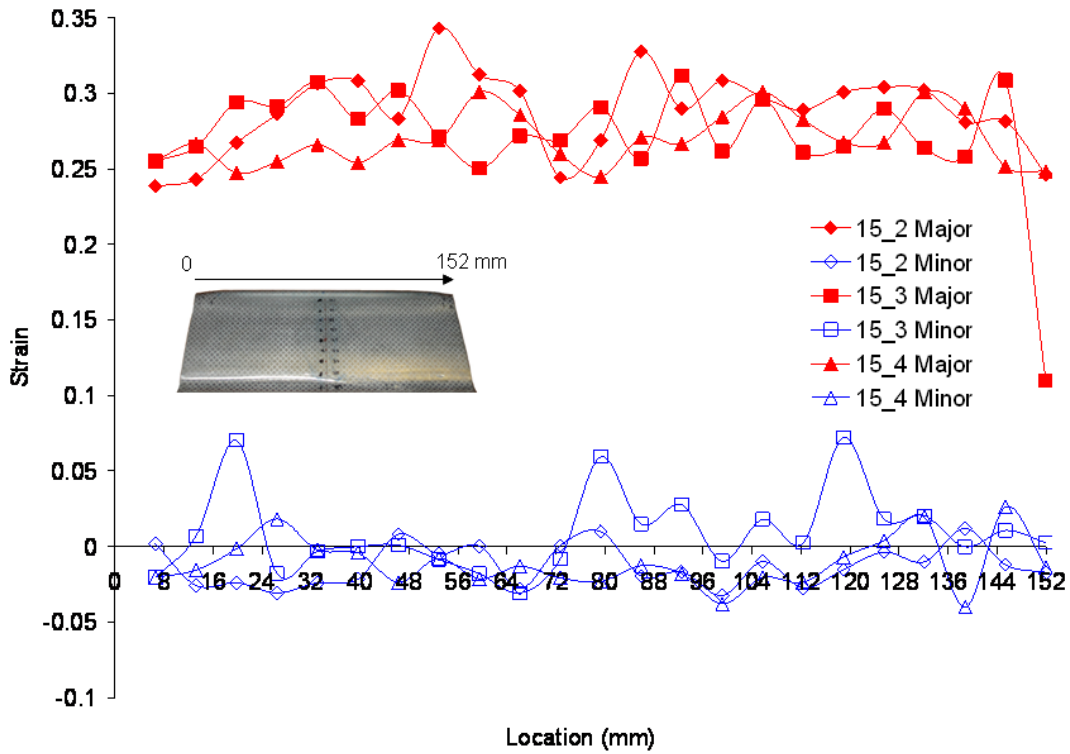 0.35
0.3
0.25
0.2
0.15
0.1
0.05
0
-0.05
-0.1
Strain
0 152 mm
15_2 Major
15_2 Minor
15_3 Major
15_3 Minor
15_4 Major
15_4 Minor
0 8 16 24 32 40 48 56 64 72 80 88 96 104 112 120 128 136 144 152
Location (mm)